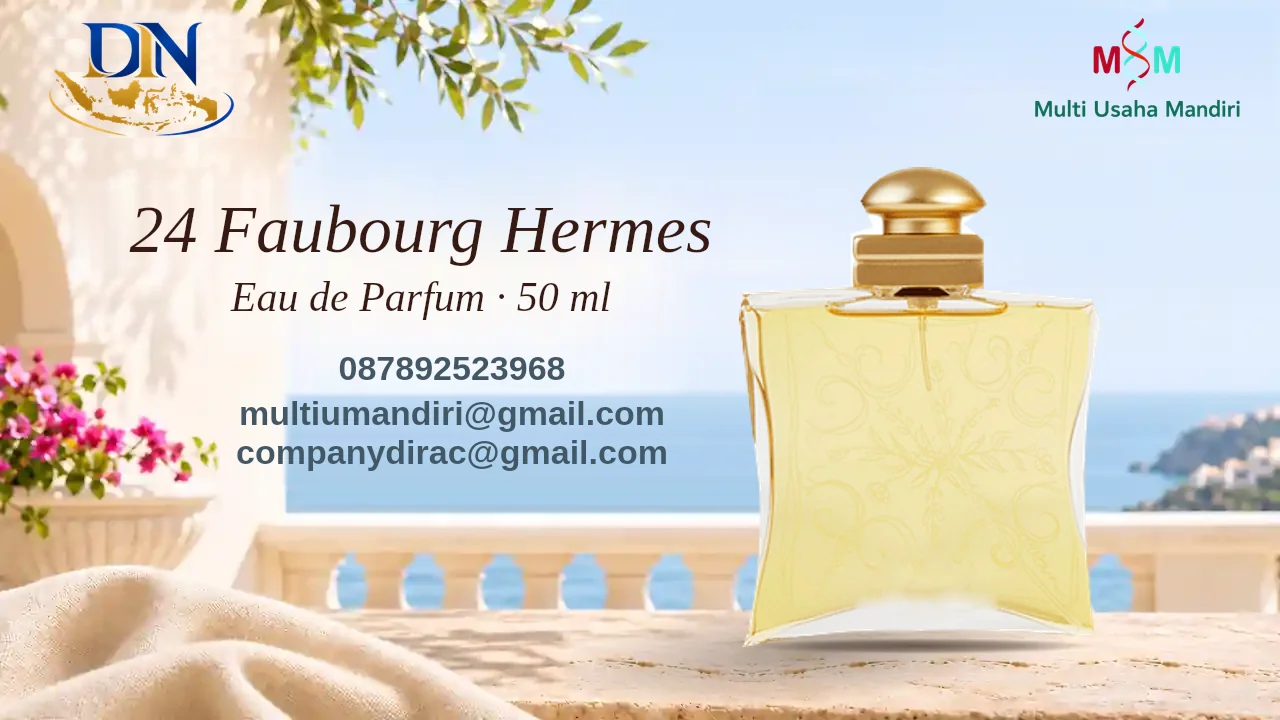 DIN
MSM
Multi Usaha Mandiri
24 Faubourg Hermes
Eau de Parfum · 50 ml
087892523968
multiumandiri@gmail.com
companydirac@gmail.com